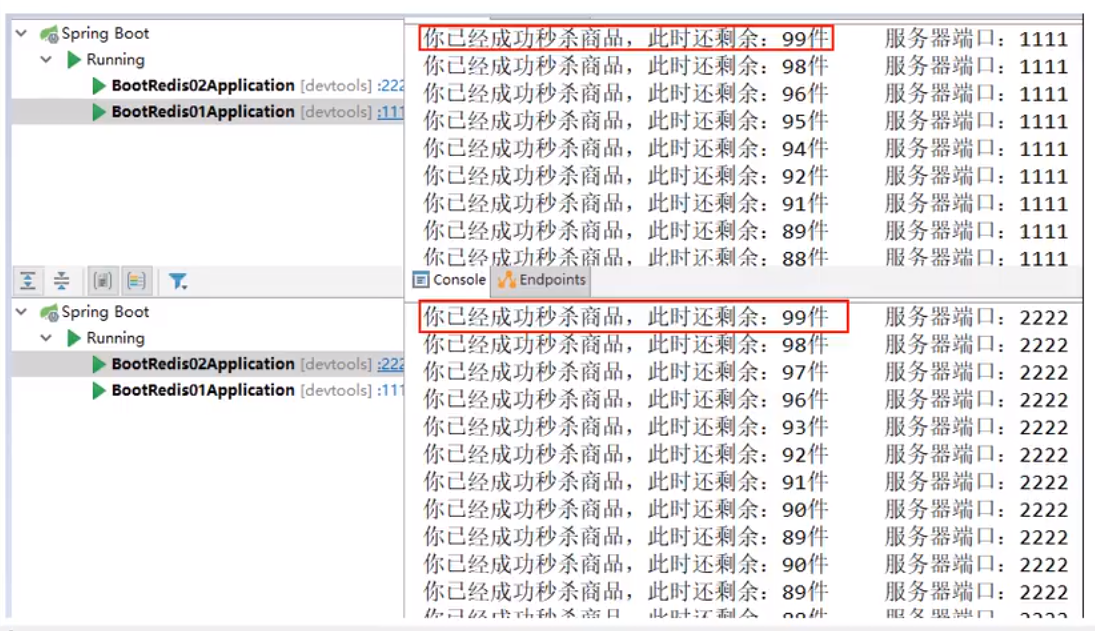 Spring Boot
Running
BootRedis02Application [devtools] :222
BootRedis01Application [devtools] :111
你已经成功秒杀商品，此时还剩余：99件 服务器端口：1111
你已经成功秒杀商品，此时还剩余：98件 服务器端口：1111
你已经成功秒杀商品，此时还剩余：96件 服务器端口：1111
你已经成功秒杀商品，此时还剩余：95件 服务器端口：1111
你已经成功秒杀商品，此时还剩余：94件 服务器端口：1111
你已经成功秒杀商品，此时还剩余：92件 服务器端口：1111
你已经成功秒杀商品，此时还剩余：91件 服务器端口：1111
你已经成功秒杀商品，此时还剩余：89件 服务器端口：1111
你已经成功秒杀商品，此时还剩余：88件 服务器端口：1111
Console Endpoints
Spring Boot
Running
BootRedis02Application [devtools] :222
BootRedis01Application [devtools] :111
你已经成功秒杀商品，此时还剩余：99件 服务器端口：2222
你已经成功秒杀商品，此时还剩余：98件 服务器端口：2222
你已经成功秒杀商品，此时还剩余：97件 服务器端口：2222
你已经成功秒杀商品，此时还剩余：96件 服务器端口：2222
你已经成功秒杀商品，此时还剩余：93件 服务器端口：2222
你已经成功秒杀商品，此时还剩余：92件 服务器端口：2222
你已经成功秒杀商品，此时还剩余：91件 服务器端口：2222
你已经成功秒杀商品，此时还剩余：90件 服务器端口：2222
你已经成功秒杀商品，此时还剩余：89件 服务器端口：2222
你已经成功秒杀商品，此时还剩余：90件 服务器端口：2222
你已经成功秒杀商品，此时还剩余：89件 服务器端口：2222